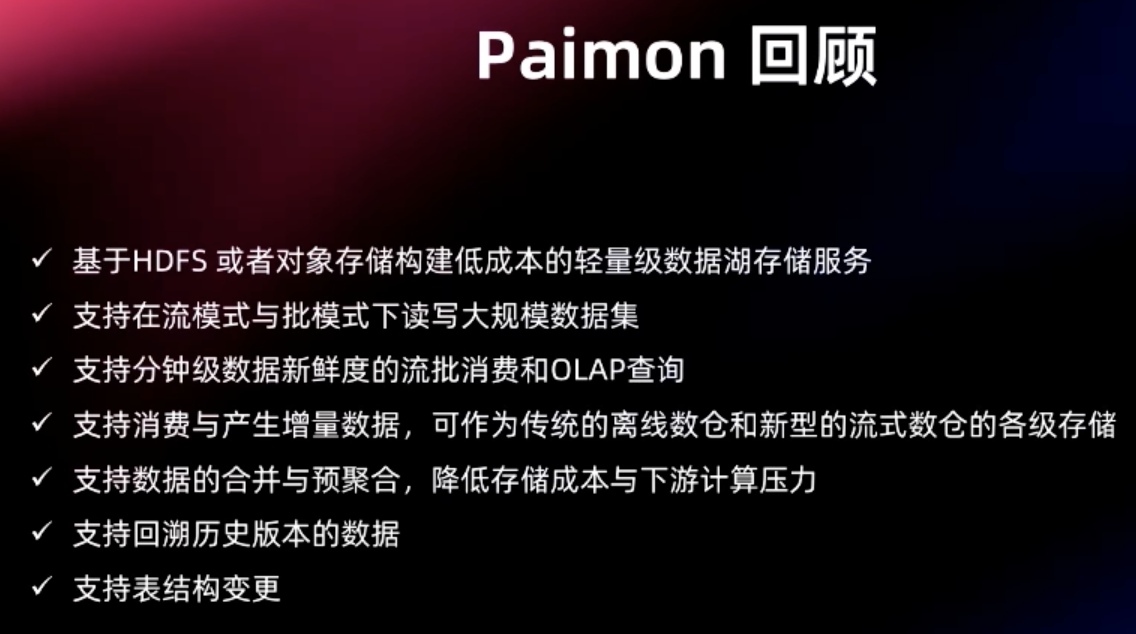 Paimon 回顾
✓ 基于HDFS 或者对象存储构建低成本的轻量级数据湖存储服务
✓ 支持在流模式与批模式下读写大规模数据集
✓ 支持分钟级数据新鲜度的流批消费和OLAP查询
✓ 支持消费与产生增量数据，可作为传统的离线数仓和新型的流式数仓的各级存储
✓ 支持数据的合并与预聚合，降低存储成本与下游计算压力
✓ 支持回溯历史版本的数据
✓ 支持表结构变更